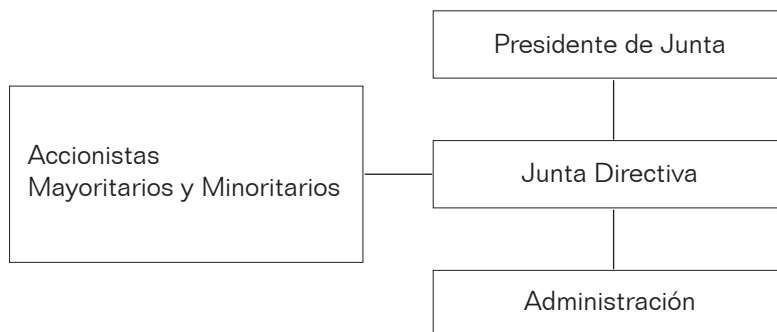 Presidente de Junta
Accionistas
Mayoritarios y Minoritarios
Junta Directiva
Administración